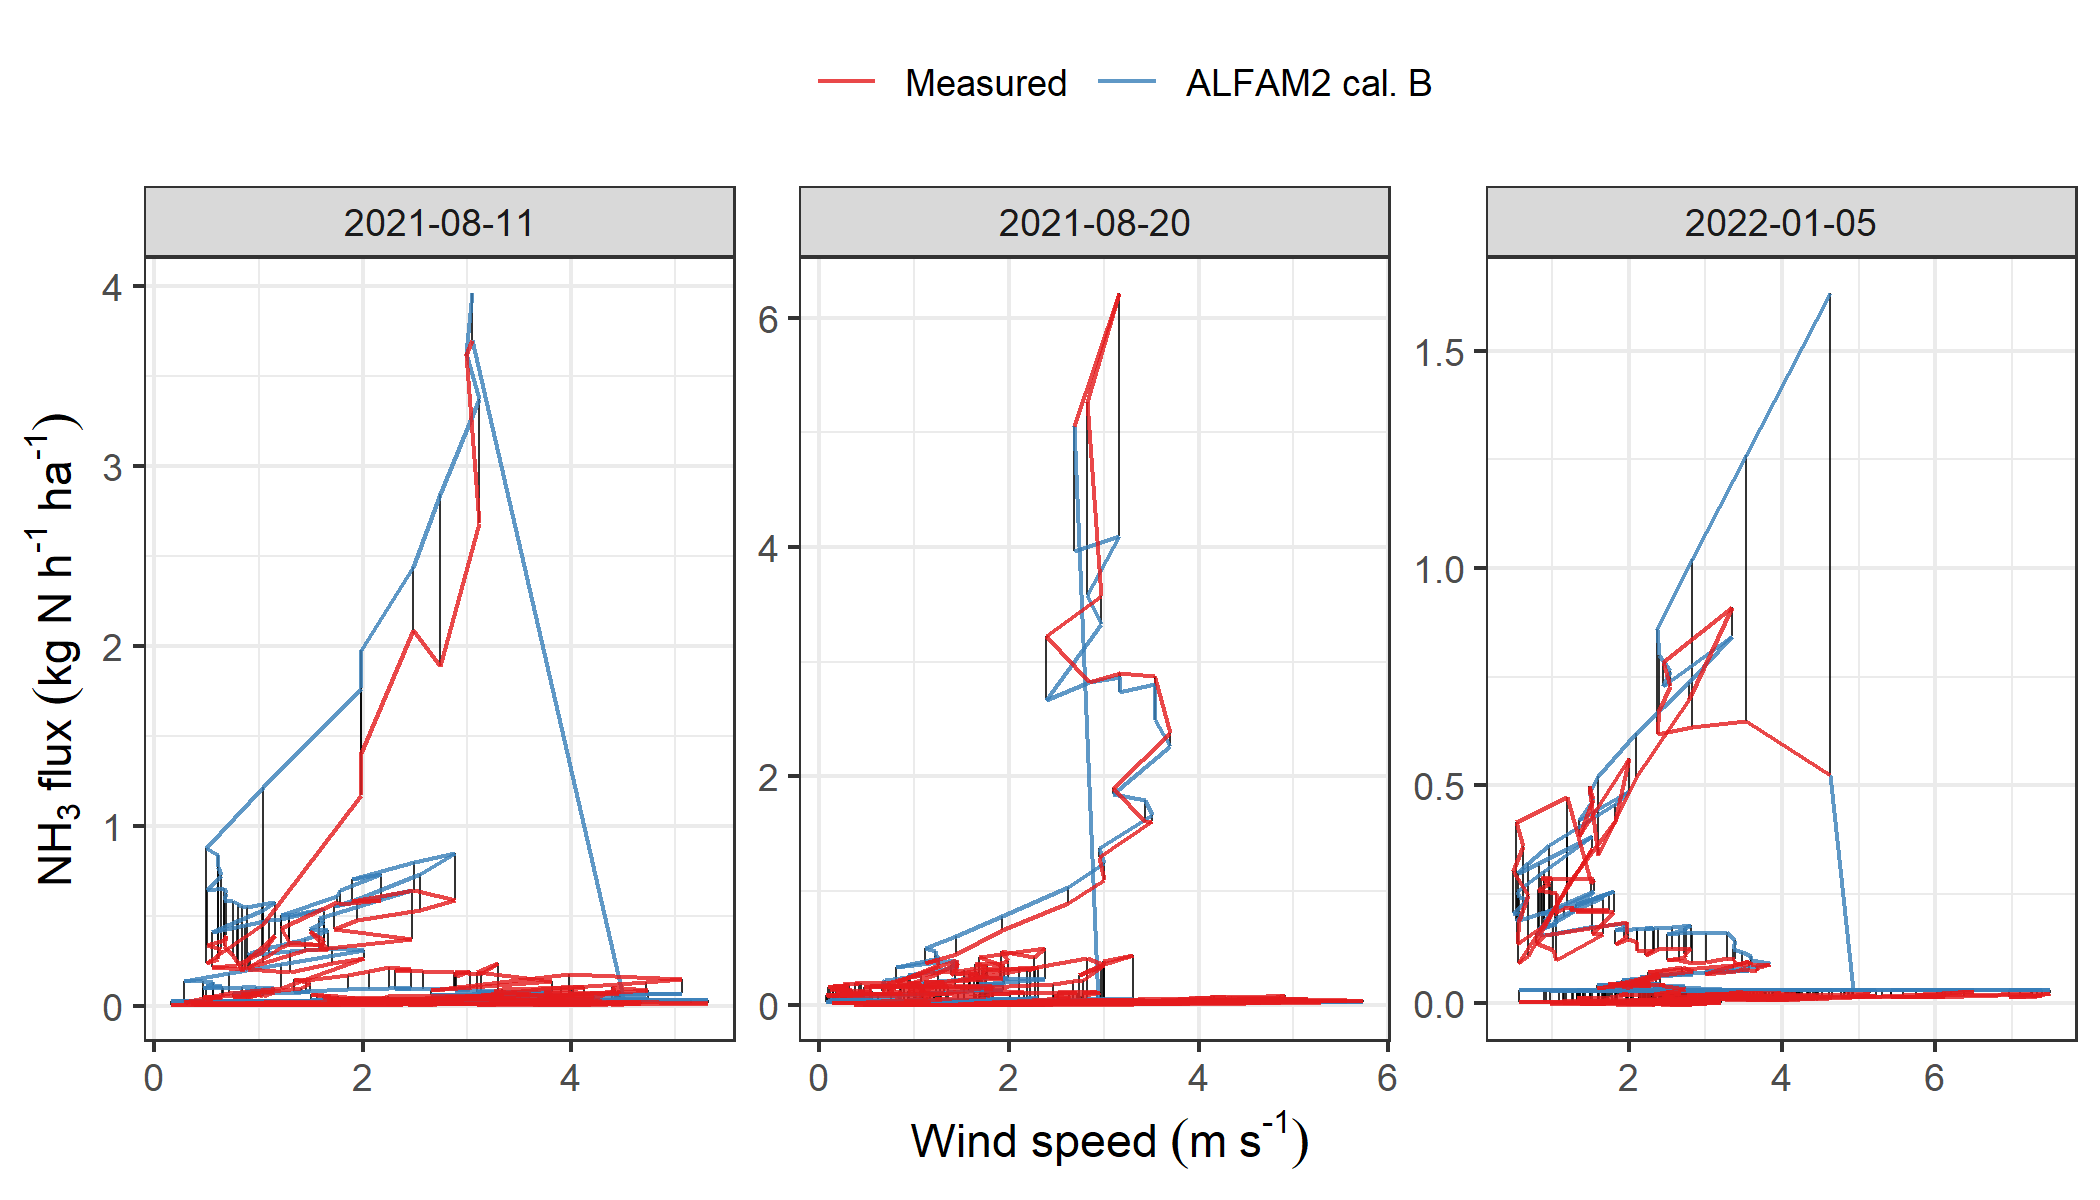 Measured ALFAM2 cal. B
2021-08-11 2021-08-20 2022-01-05
NH₃ flux (kg N h⁻¹ ha⁻¹)
4
3
2
1
0
6
4
2
0
1.5
1.0
0.5
0.0
0 2 4
0 2 4 6
2 4 6
Wind speed (m s⁻¹)